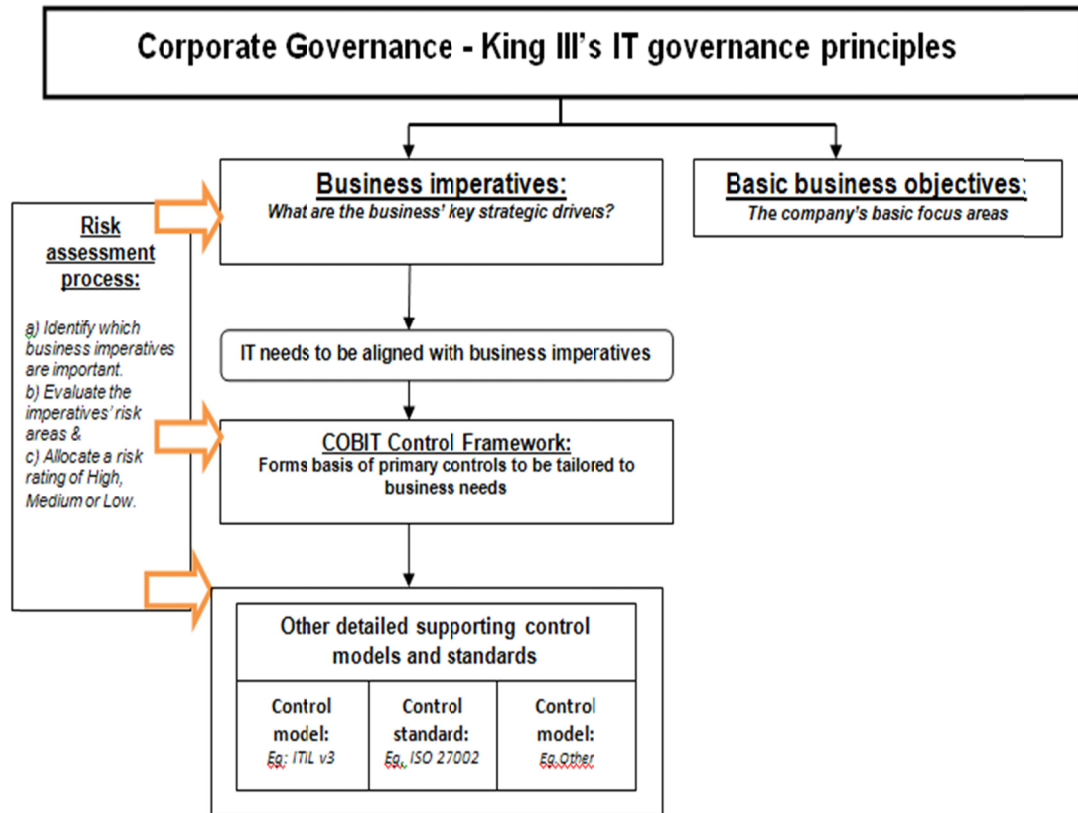 Corporate Governance - King III's IT governance principles
Business imperatives:
What are the business' key strategic drivers?
Basic business objectives:
The company's basic focus areas
Risk
assessment
process:
a) Identify which
business imperatives
are important.
b) Evaluate the
imperatives' risk
areas &
c) Allocate a risk
rating of High,
Medium or Low.
IT needs to be aligned with business imperatives
COBIT Control Framework:
Forms basis of primary controls to be tailored to
business needs
Other detailed supporting control
models and standards
Control
model:
Eg: ITIL v3
Control
standard:
Eg, ISO 27002
Control
model:
Eg.Other